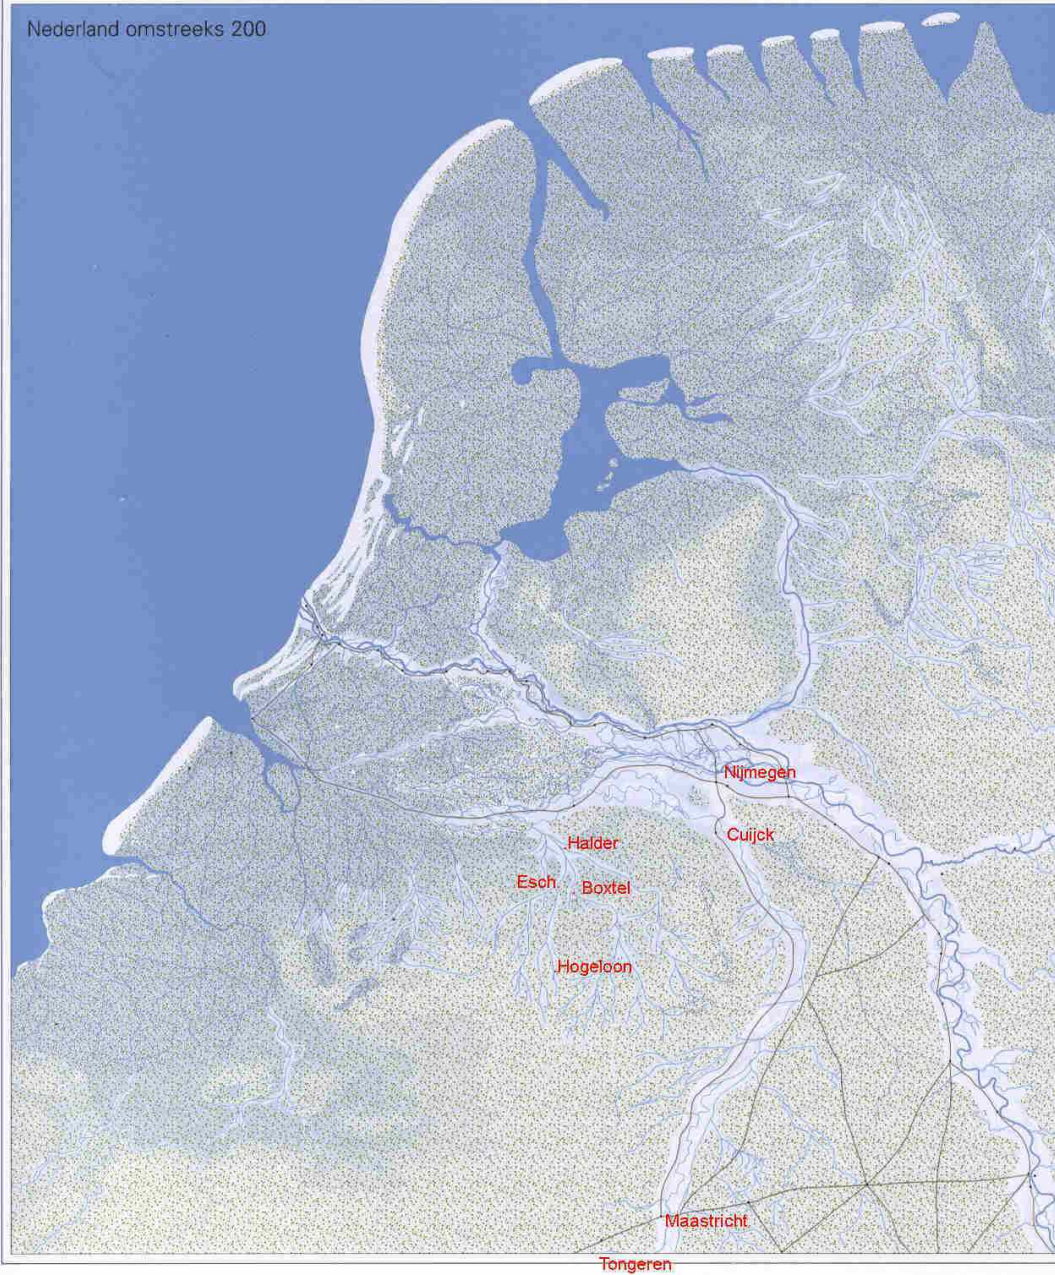 Nederland omstreeks 200
Nijmegen
Cuijck
Halder
Esch
Boxtel
Hogeloon
Maastricht
Tongeren